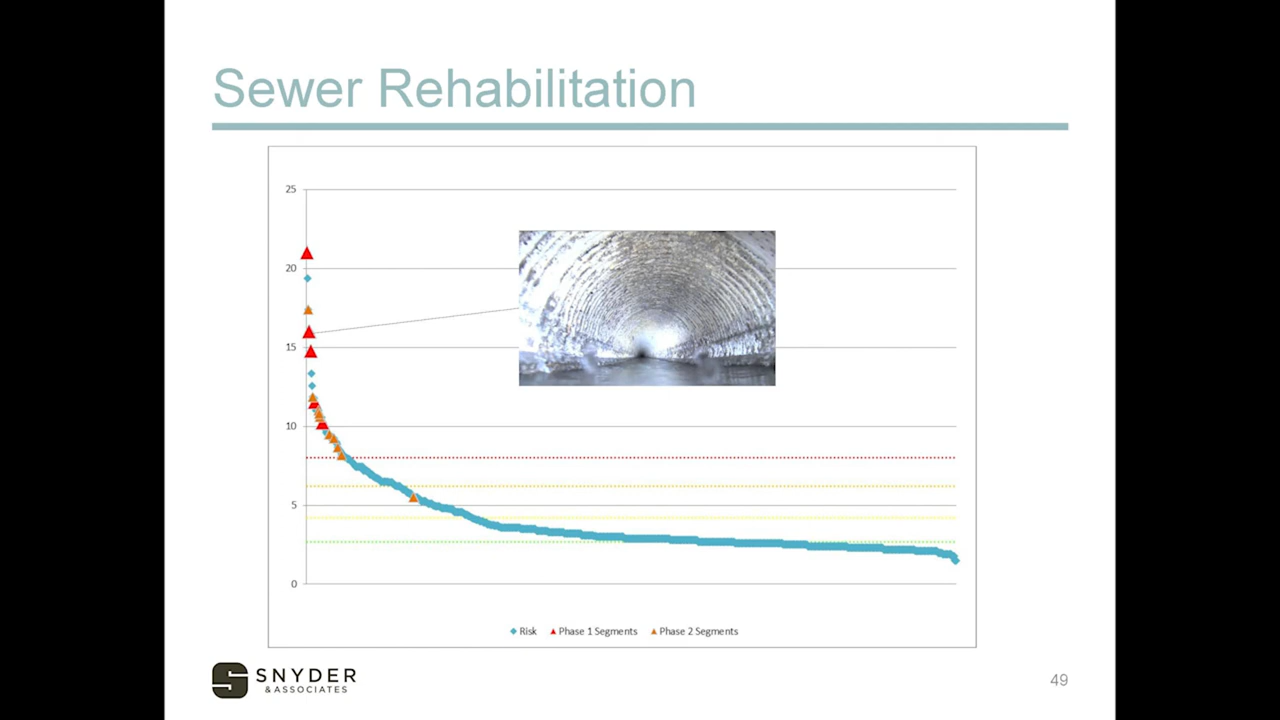 Sewer Rehabilitation
25
20
15
10
5
0
Risk Phase 1 Segments Phase 2 Segments
SNYDER
& ASSOCIATES
49